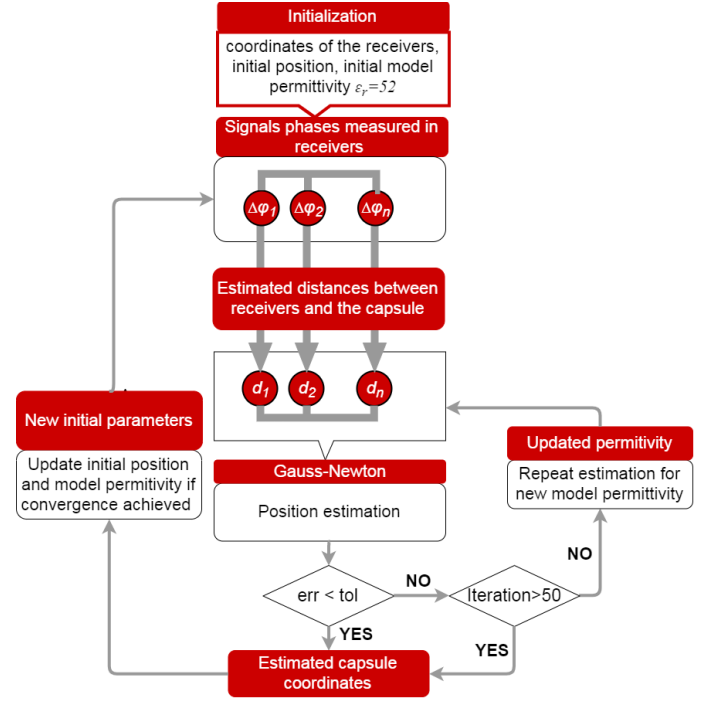 Initialization
coordinates of the receivers,
initial position, initial model
permittivity εr=52
Signals phases measured in
receivers
Δφ1 Δφ2 Δφn
Estimated distances between
receivers and the capsule
d1 d2 dn
New initial parameters
Update initial position
and model permitivity if
convergence achieved
Gauss-Newton
Position estimation
Updated permitivity
Repeat estimation for
new model permittivity
err < tol
NO
Iteration>50
NO
YES
YES
Estimated capsule
coordinates